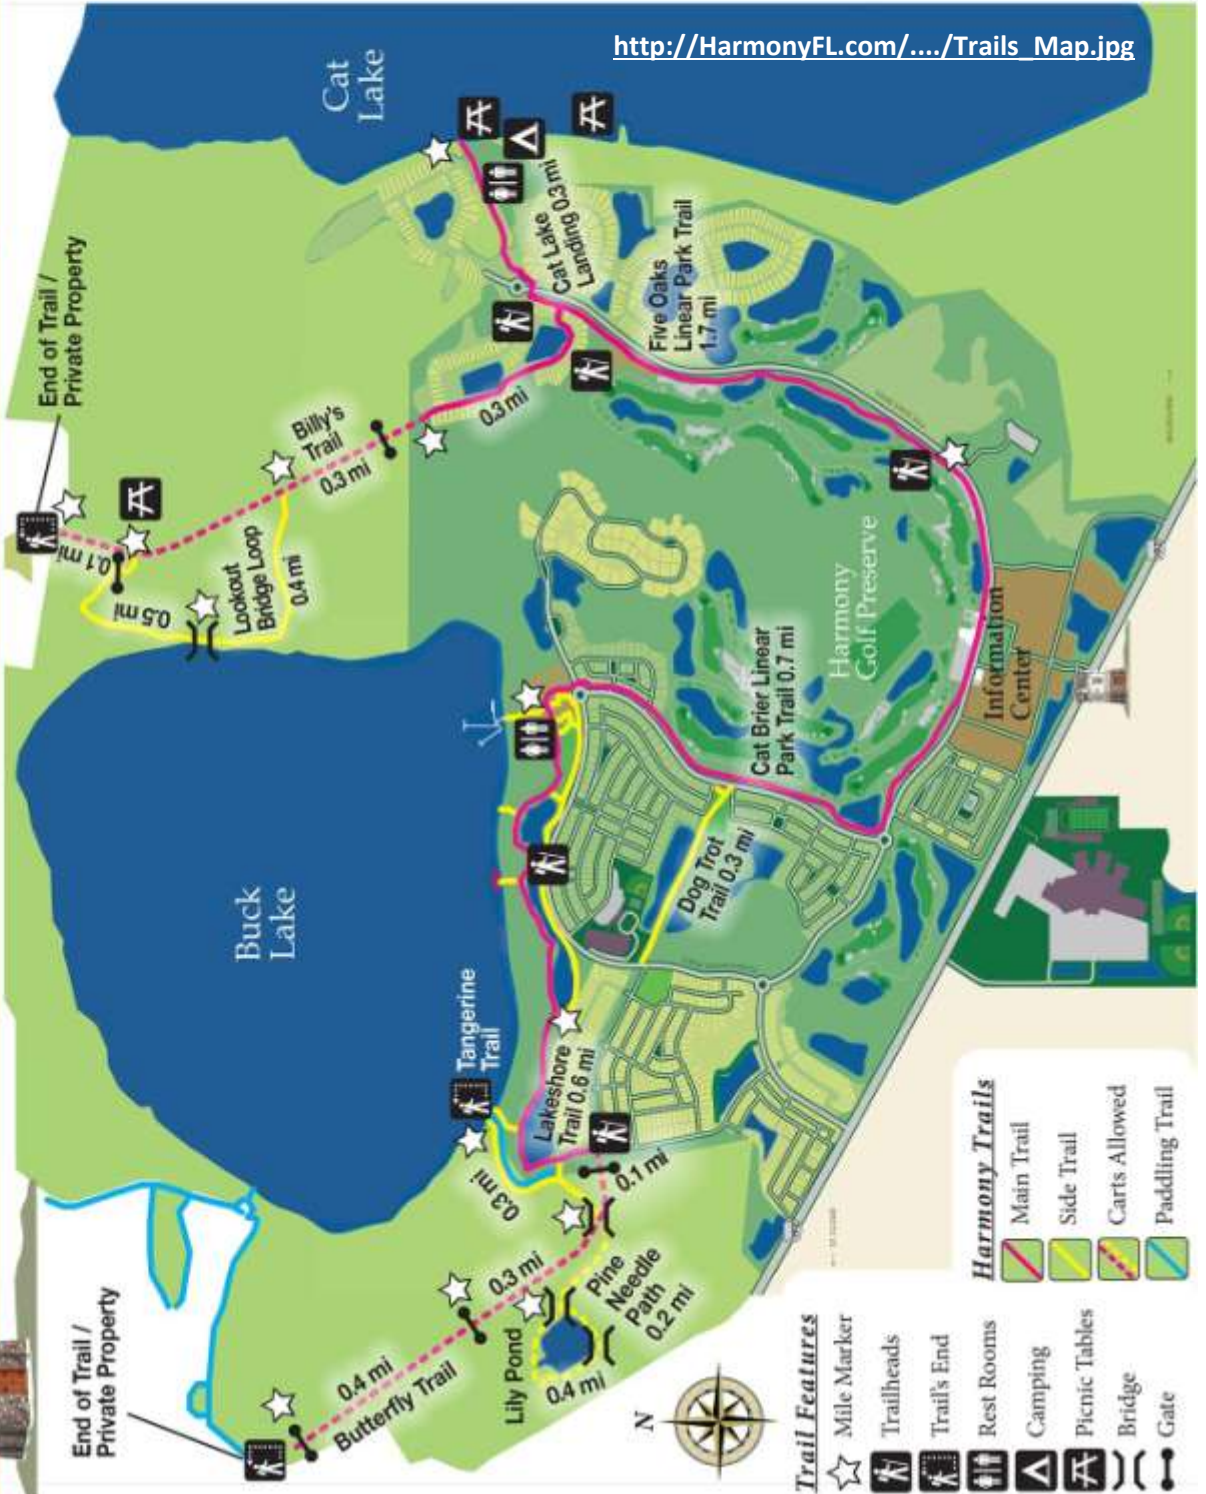 http://HarmonyFL.com/..../Trails_Map.jpg
Cat
Lake
End of Trail /
Private Property
Cat Lake
Landing 0.3 mi
Five Oaks
Linear Park Trail
1.7 mi
Billy's
Trail
0.3 mi
0.3 mi
0.1 mi
0.5 mi
Lookout
Bridge Loop
0.4 mi
Harmony
Golf Preserve
Cat Brier Linear
Park Trail 0.7 mi
Information
Center
Dog Trot
Trail 0.3 mi
Buck
Lake
Tangerine
Trail
Lakeshore
Trail 0.6 mi
0.3 mi
0.1 mi
0.3 mi
Pine
Needle
Path
0.2 mi
Lily Pond
0.4 mi
0.4 mi
Butterfly Trail
End of Trail /
Private Property
N
Trail Features
Mile Marker
Trailheads
Trail's End
Rest Rooms
Camping
Picnic Tables
Bridge
Gate
Harmony Trails
Main Trail
Side Trail
Carts Allowed
Paddling Trail